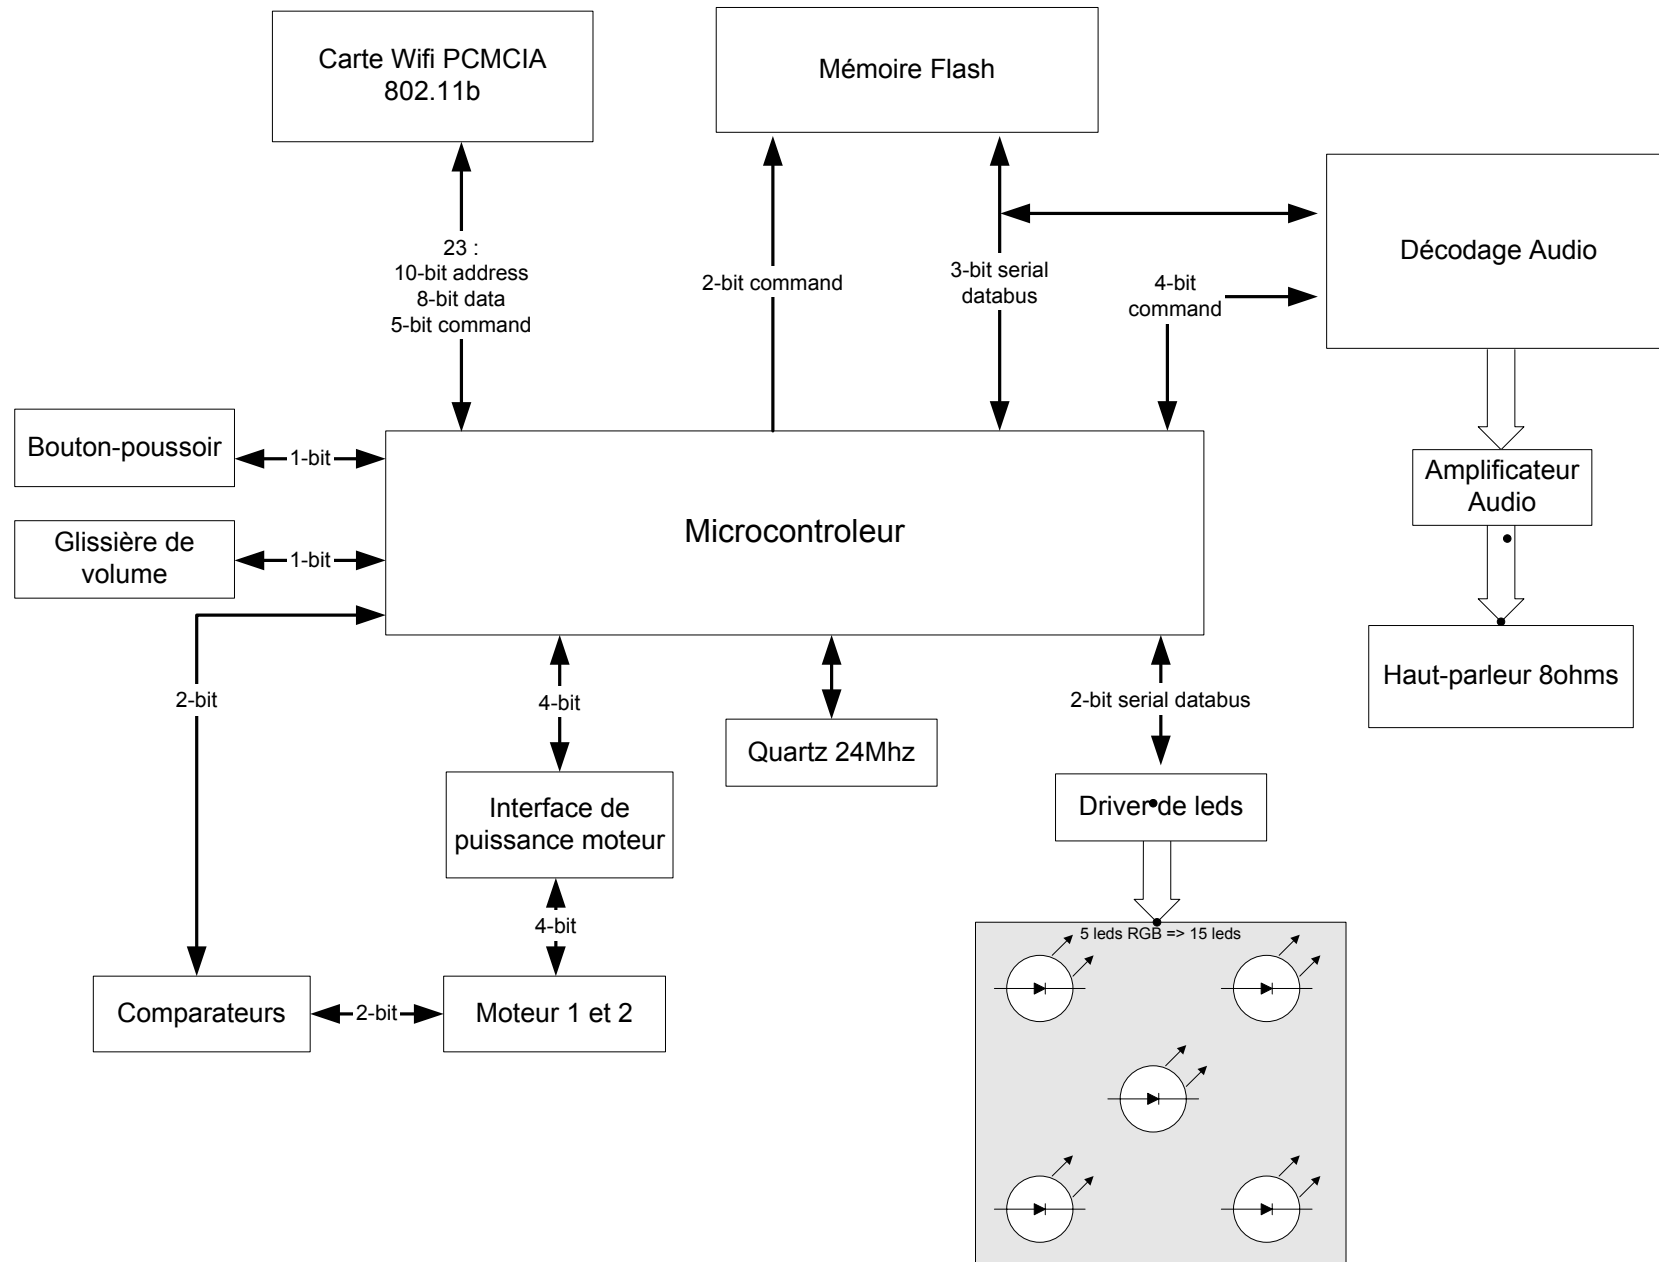 Carte Wifi PCMCIA
802.11b
Mémoire Flash
Décodage Audio
23 :
10-bit address
8-bit data
5-bit command
2-bit command
3-bit serial
databus
4-bit
command
Bouton-poussoir
1-bit
Glissière de
volume
1-bit
Microcontroleur
Amplificateur
Audio
Haut-parleur 8ohms
2-bit
4-bit
2-bit serial databus
Quartz 24Mhz
Interface de
puissance moteur
Driver de leds
4-bit
5 leds RGB => 15 leds
Comparateurs
2-bit
Moteur 1 et 2